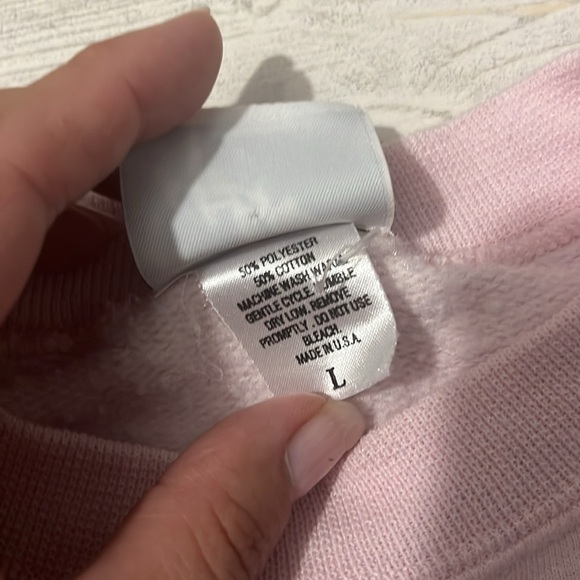 50% POLYESTER
50% COTTON
MACHINE WASH WARM
GENTLE CYCLE. TUMBLE
DRY LOW. REMOVE
PROMPTLY. DO NOT USE
BLEACH.
MADE IN U.S.A.
L